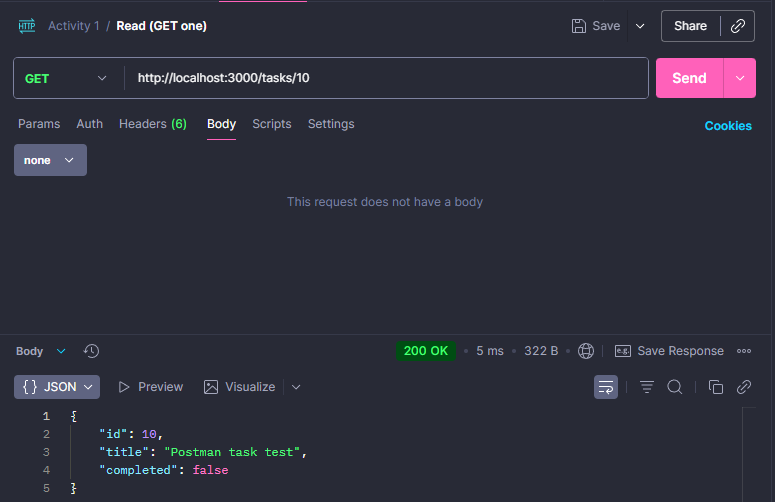 HTTP Activity 1 / Read (GET one) Save Share
GET http://localhost:3000/tasks/10 Send
Params Auth Headers (6) Body Scripts Settings Cookies
none
This request does not have a body
Body 200 OK • 5 ms • 322 B • e.g. Save Response
{} JSON Preview Visualize
1 {
2 "id": 10,
3 "title": "Postman task test",
4 "completed": false
5 }